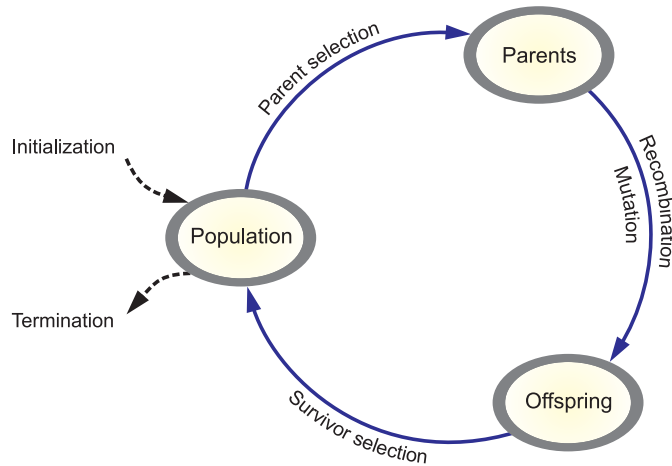 Parent selection
Parents
Initialization
Recombination
Mutation
Population
Termination
Offspring
Survivor selection